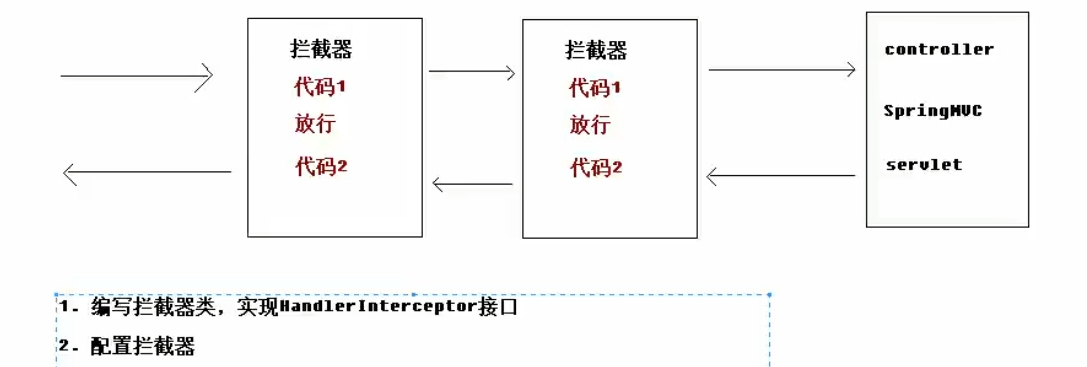 拦截器
代码1
放行
代码2
拦截器
代码1
放行
代码2
controller
SpringMVC
servlet
1. 编写拦截器类，实现HandlerInterceptor接口
2. 配置拦截器